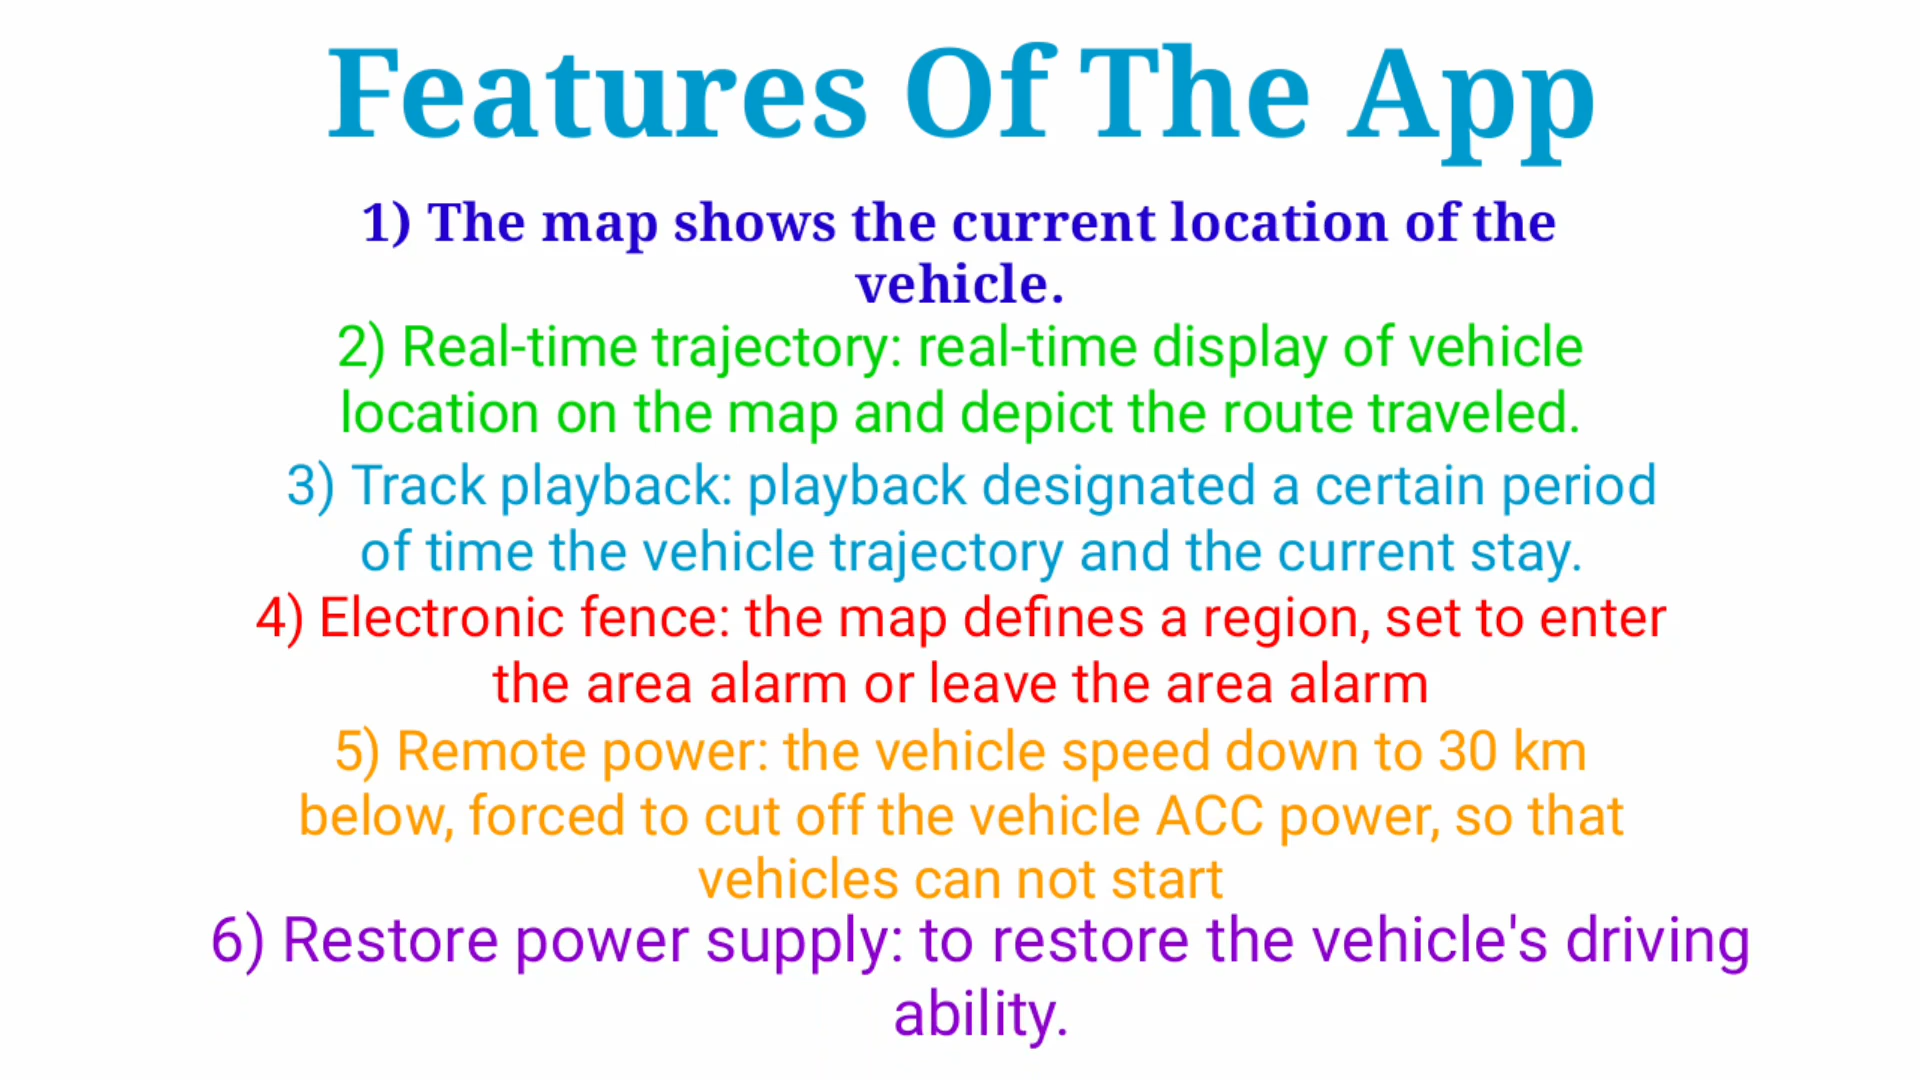 Features Of The App
1) The map shows the current location of the
vehicle.
2) Real-time trajectory: real-time display of vehicle
location on the map and depict the route traveled.
3) Track playback: playback designated a certain period
of time the vehicle trajectory and the current stay.
4) Electronic fence: the map defines a region, set to enter
the area alarm or leave the area alarm
5) Remote power: the vehicle speed down to 30 km
below, forced to cut off the vehicle ACC power, so that
vehicles can not start
6) Restore power supply: to restore the vehicle's driving
ability.